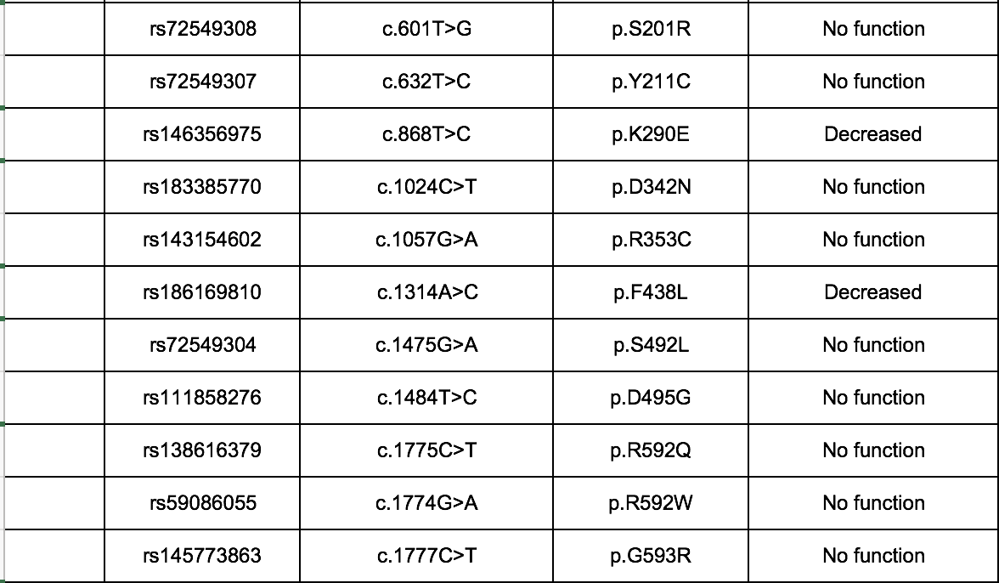 rs72549308 c.601T>G p.S201R No function
rs72549307 c.632T>C p.Y211C No function
rs146356975 c.868T>C p.K290E Decreased
rs183385770 c.1024C>T p.D342N No function
rs143154602 c.1057G>A p.R353C No function
rs186169810 c.1314A>C p.F438L Decreased
rs72549304 c.1475G>A p.S492L No function
rs111858276 c.1484T>C p.D495G No function
rs138616379 c.1775C>T p.R592Q No function
rs59086055 c.1774G>A p.R592W No function
rs145773863 c.1777C>T p.G593R No function